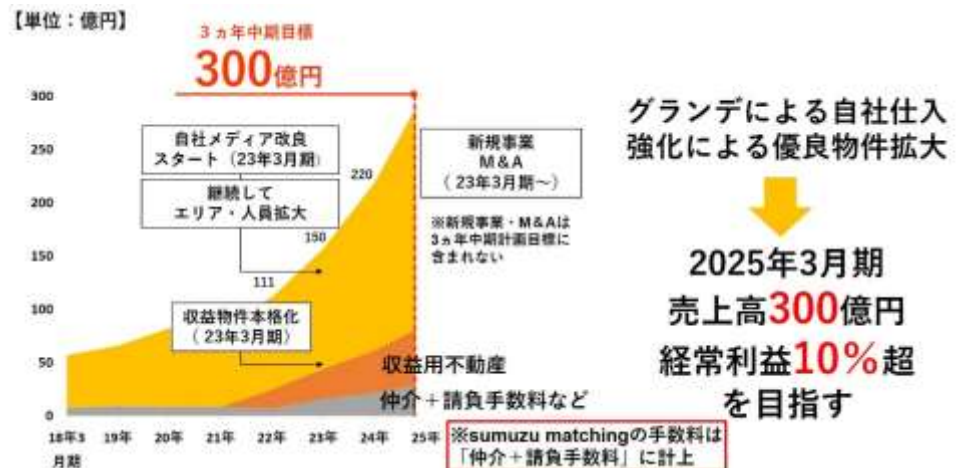 【単位：億円】
3ヵ年中期目標
300億円
300
250
200
150
100
50
0
自社メディア改良
スタート（23年3月期）
継続して
エリア・人員拡大
収益物件本格化
（23年3月期）
111
150
220
新規事業
M&A
（23年3月期～）
※新規事業・M&Aは
3ヵ年中期計画目標に
含まれない
収益用不動産
仲介＋請負手数料など
18年3
月期
19年
20年
21年
22年
23年
24年
25年
※sumuzu matchingの手数料は
「仲介＋請負手数料」に計上
グランデによる自社仕入
強化による優良物件拡大
2025年3月期
売上高300億円
経常利益10％超
を目指す